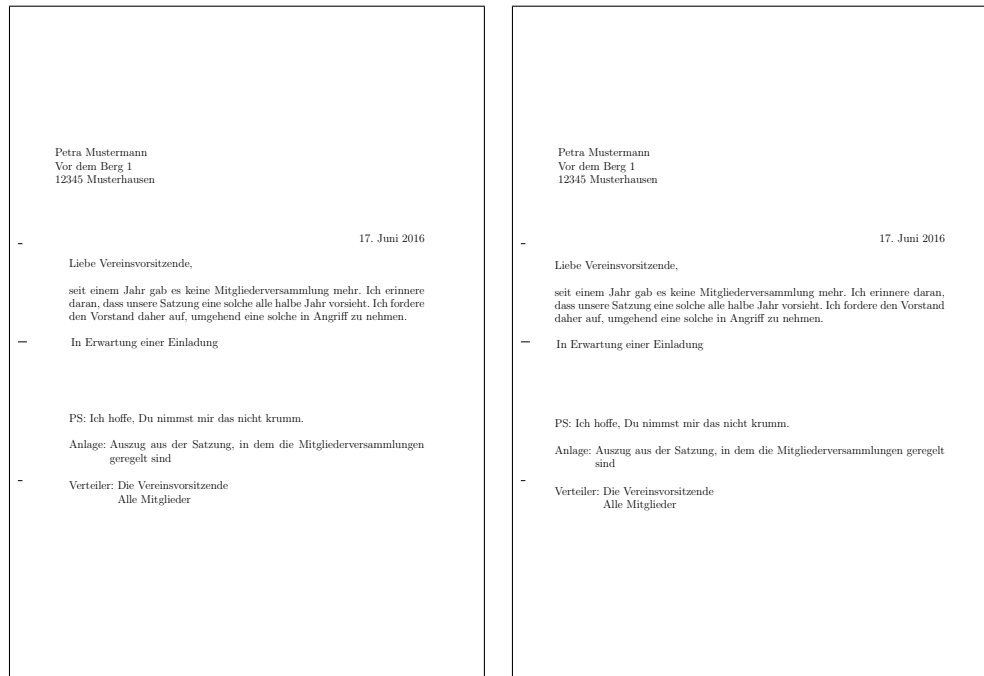 Petra Mustermann
Vor dem Berg 1
12345 Musterhausen
17. Juni 2016
Liebe Vereinsvorsitzende,
seit einem Jahr gab es keine Mitgliederversammlung mehr. Ich erinnere
daran, dass unsere Satzung eine solche alle halbe Jahr vorsieht. Ich fordere
den Vorstand daher auf, umgehend eine solche in Angriff zu nehmen.
In Erwartung einer Einladung
PS: Ich hoffe, Du nimmst mir das nicht krumm.
Anlage: Auszug aus der Satzung, in dem die Mitgliederversammlungen
geregelt sind
Verteiler: Die Vereinsvorsitzende
Alle Mitglieder
Petra Mustermann
Vor dem Berg 1
12345 Musterhausen
17. Juni 2016
Liebe Vereinsvorsitzende,
seit einem Jahr gab es keine Mitgliederversammlung mehr. Ich erinnere daran,
dass unsere Satzung eine solche alle halbe Jahr vorsieht. Ich fordere den Vorstand
daher auf, umgehend eine solche in Angriff zu nehmen.
In Erwartung einer Einladung
PS: Ich hoffe, Du nimmst mir das nicht krumm.
Anlage: Auszug aus der Satzung, in dem die Mitgliederversammlungen geregelt
sind
Verteiler: Die Vereinsvorsitzende
Alle Mitglieder